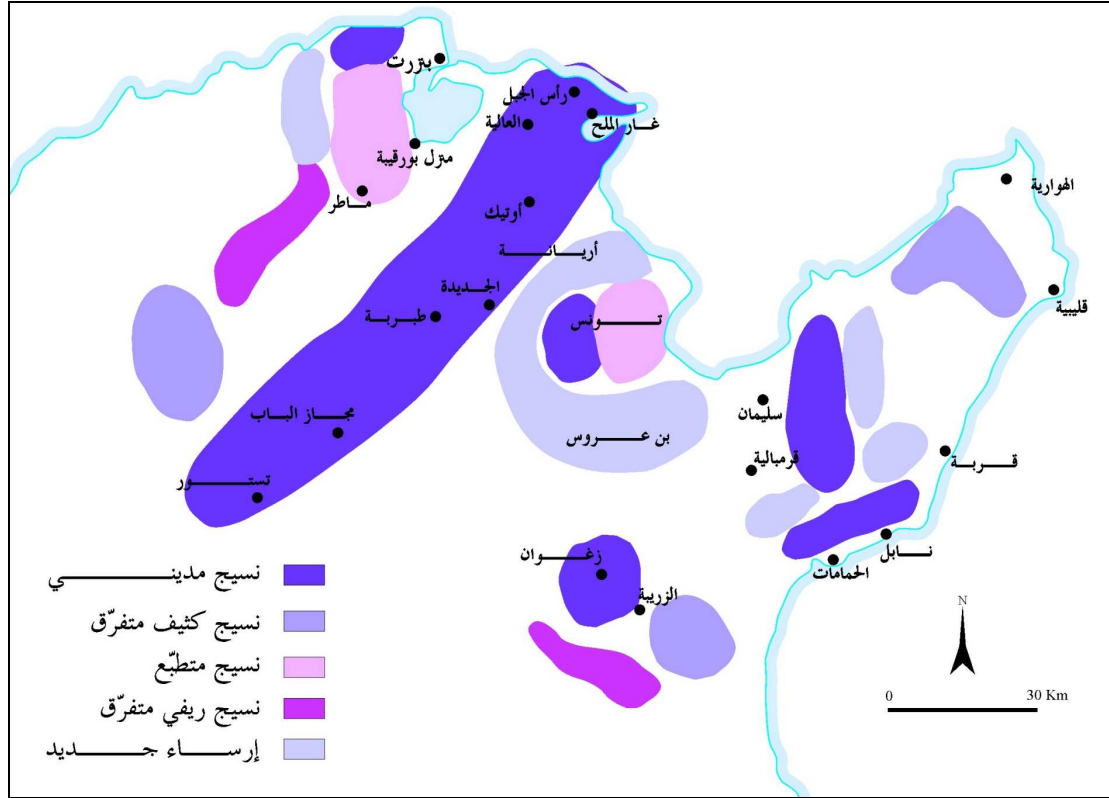 بنزرت
رأس الجبل
غار الملح
العالية
منزل بورقيبة
ماطر
أوتيك
الهوارية
أريانة
الجديدة
طبربة
تونس
قليبية
سليمان
مجاز الباب
بن عروس
قرمبالية
قربة
تستور
نابل
الحمامات
زغوان
الزريبة
نسيج مديني
نسيج كثيف متفرّق
نسيج متطبّع
نسيج ريفي متفرّق
إرساء جديد
N
0 30 Km